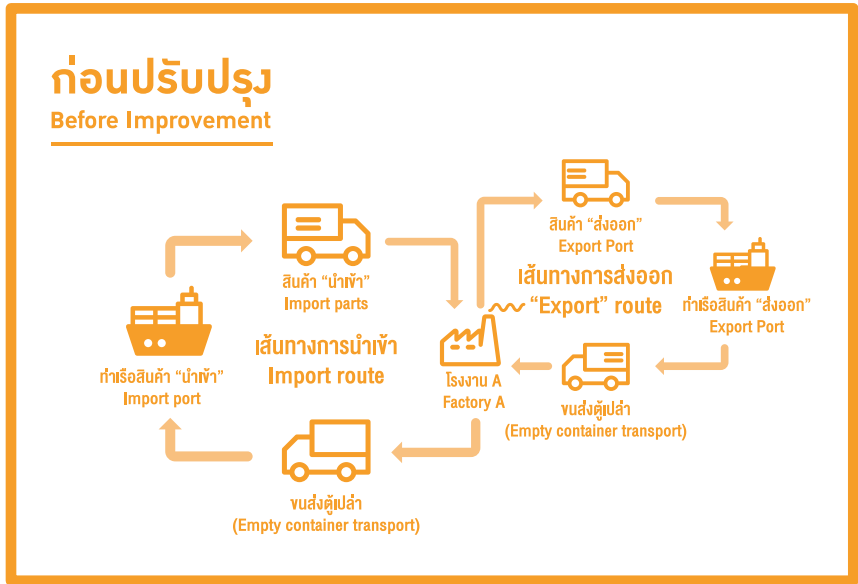 ก่อนปรับปรุง
Before Improvement
สินค้า “ส่งออก”
Export Port
สินค้า “นำเข้า”
Import parts
เส้นทางการส่งออก
“Export” route
ท่าเรือสินค้า “ส่งออก”
Export Port
เส้นทางการนำเข้า
Import route
ท่าเรือสินค้า “นำเข้า”
Import port
โรงงาน A
Factory A
ขนส่งตู้เปล่า
(Empty container transport)
ขนส่งตู้เปล่า
(Empty container transport)